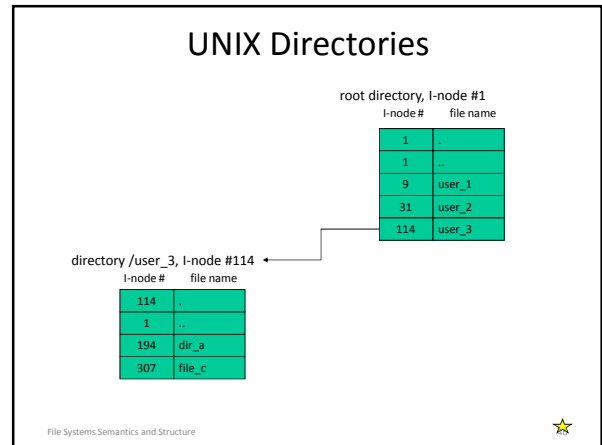 UNIX Directories
root directory, I-node #1
I-node # file name
1 .
1 ..
9 user_1
31 user_2
114 user_3
directory /user_3, I-node #114
I-node # file name
114 .
1 ..
194 dir_a
307 file_c
File Systems Semantics and Structure